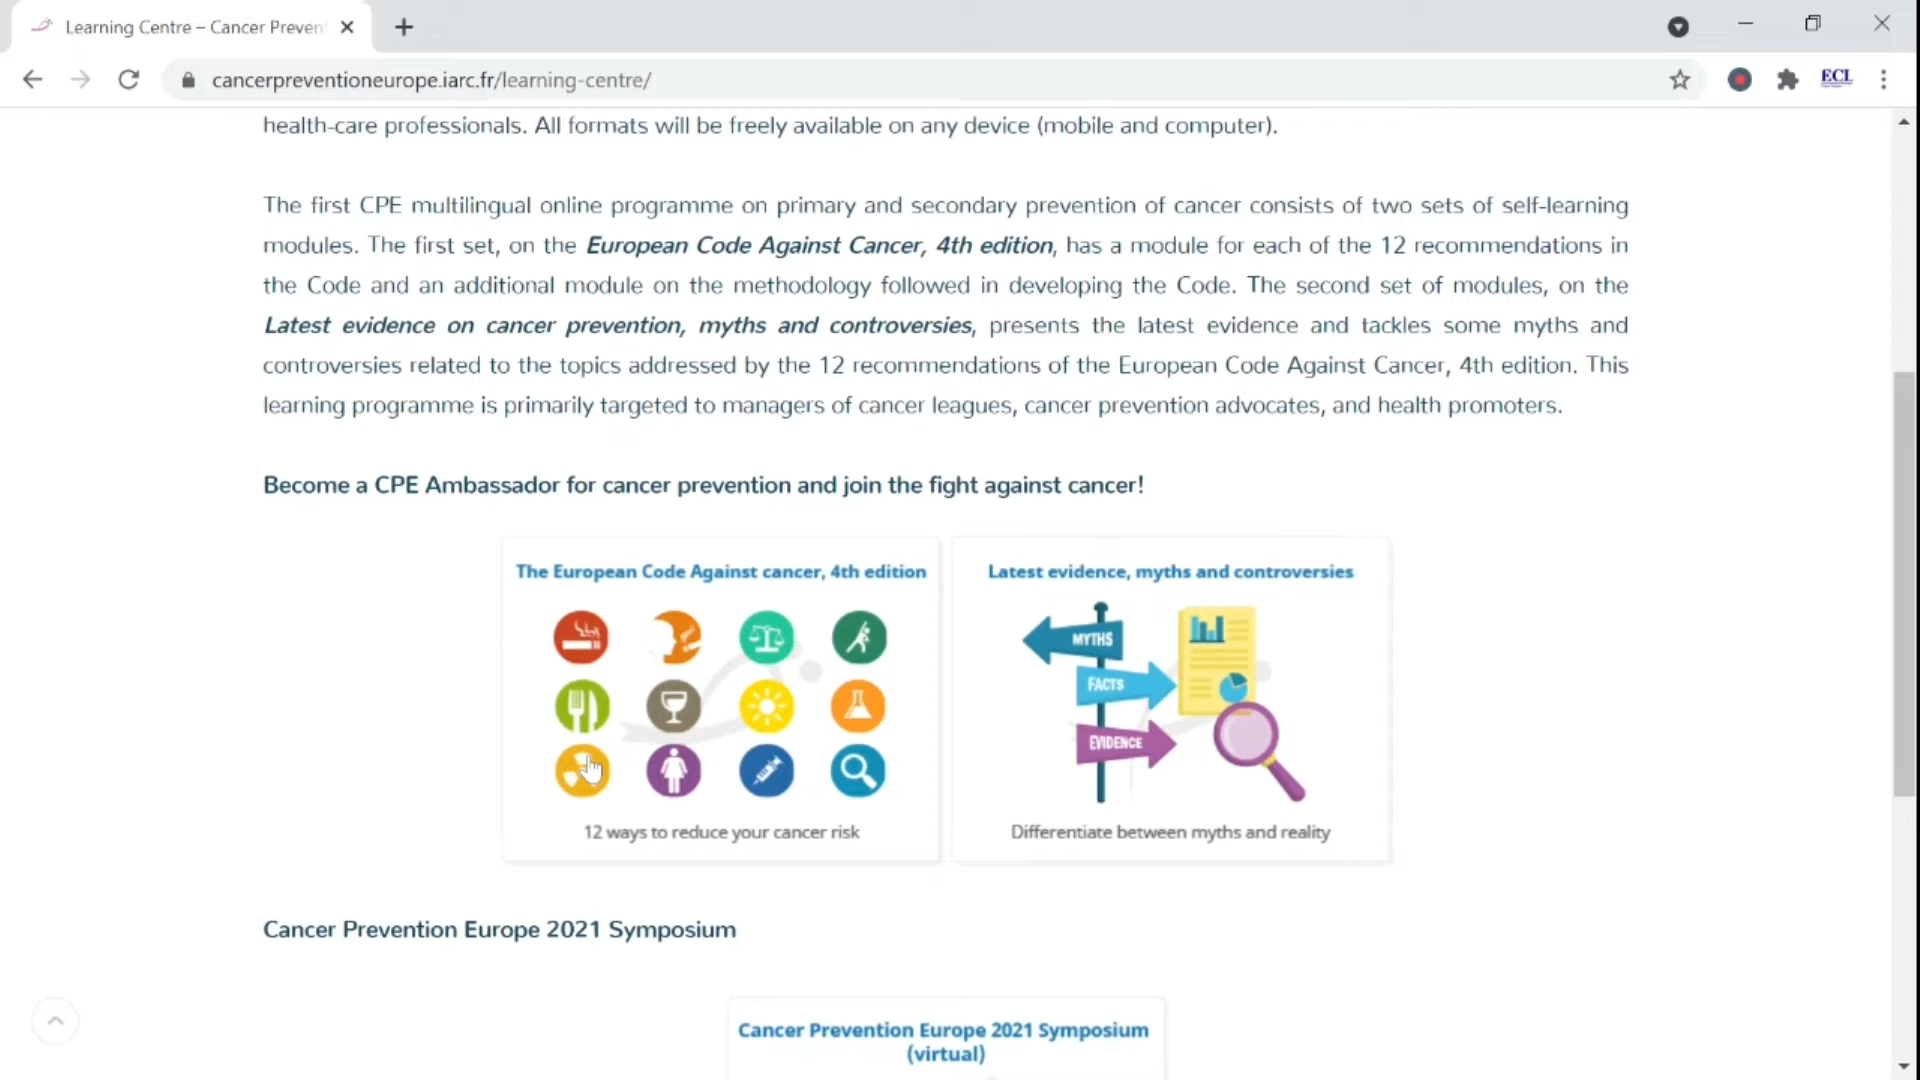 Learning Centre – Cancer Preven
cancerpreventioneurope.iarc.fr/learning-centre/
ECL
health-care professionals. All formats will be freely available on any device (mobile and computer).
The first CPE multilingual online programme on primary and secondary prevention of cancer consists of two sets of self-learning
modules. The first set, on the European Code Against Cancer, 4th edition, has a module for each of the 12 recommendations in
the Code and an additional module on the methodology followed in developing the Code. The second set of modules, on the
Latest evidence on cancer prevention, myths and controversies, presents the latest evidence and tackles some myths and
controversies related to the topics addressed by the 12 recommendations of the European Code Against Cancer, 4th edition. This
learning programme is primarily targeted to managers of cancer leagues, cancer prevention advocates, and health promoters.
Become a CPE Ambassador for cancer prevention and join the fight against cancer!
The European Code Against cancer, 4th edition
12 ways to reduce your cancer risk
Latest evidence, myths and controversies
MYTHS
FACTS
EVIDENCE
Differentiate between myths and reality
Cancer Prevention Europe 2021 Symposium
Cancer Prevention Europe 2021 Symposium
(virtual)